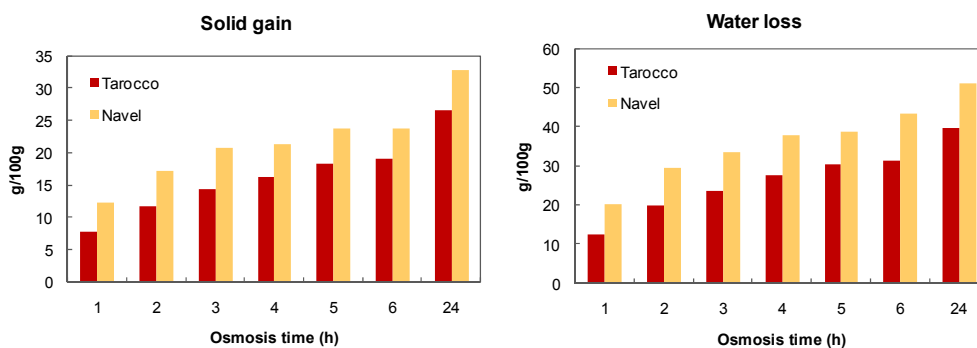 Solid gain
35
30
25
20
15
10
5
0
g/100g
Tarocco
Navel
1 2 3 4 5 6 24
Osmosis time (h)
Water loss
60
50
40
30
20
10
0
g/100g
Tarocco
Navel
1 2 3 4 5 6 24
Osmosis time (h)